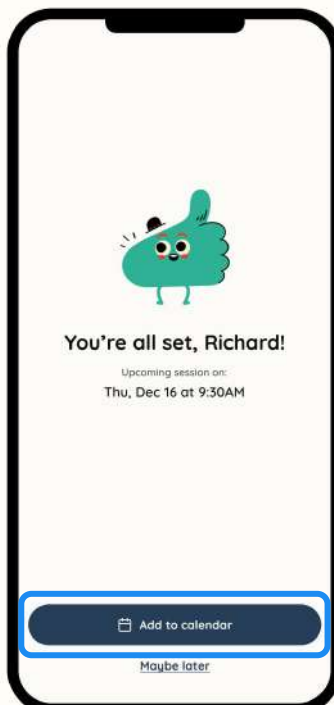 You're all set, Richard!
Upcoming session on:
Thu, Dec 16 at 9:30AM
Add to calendar
Maybe later